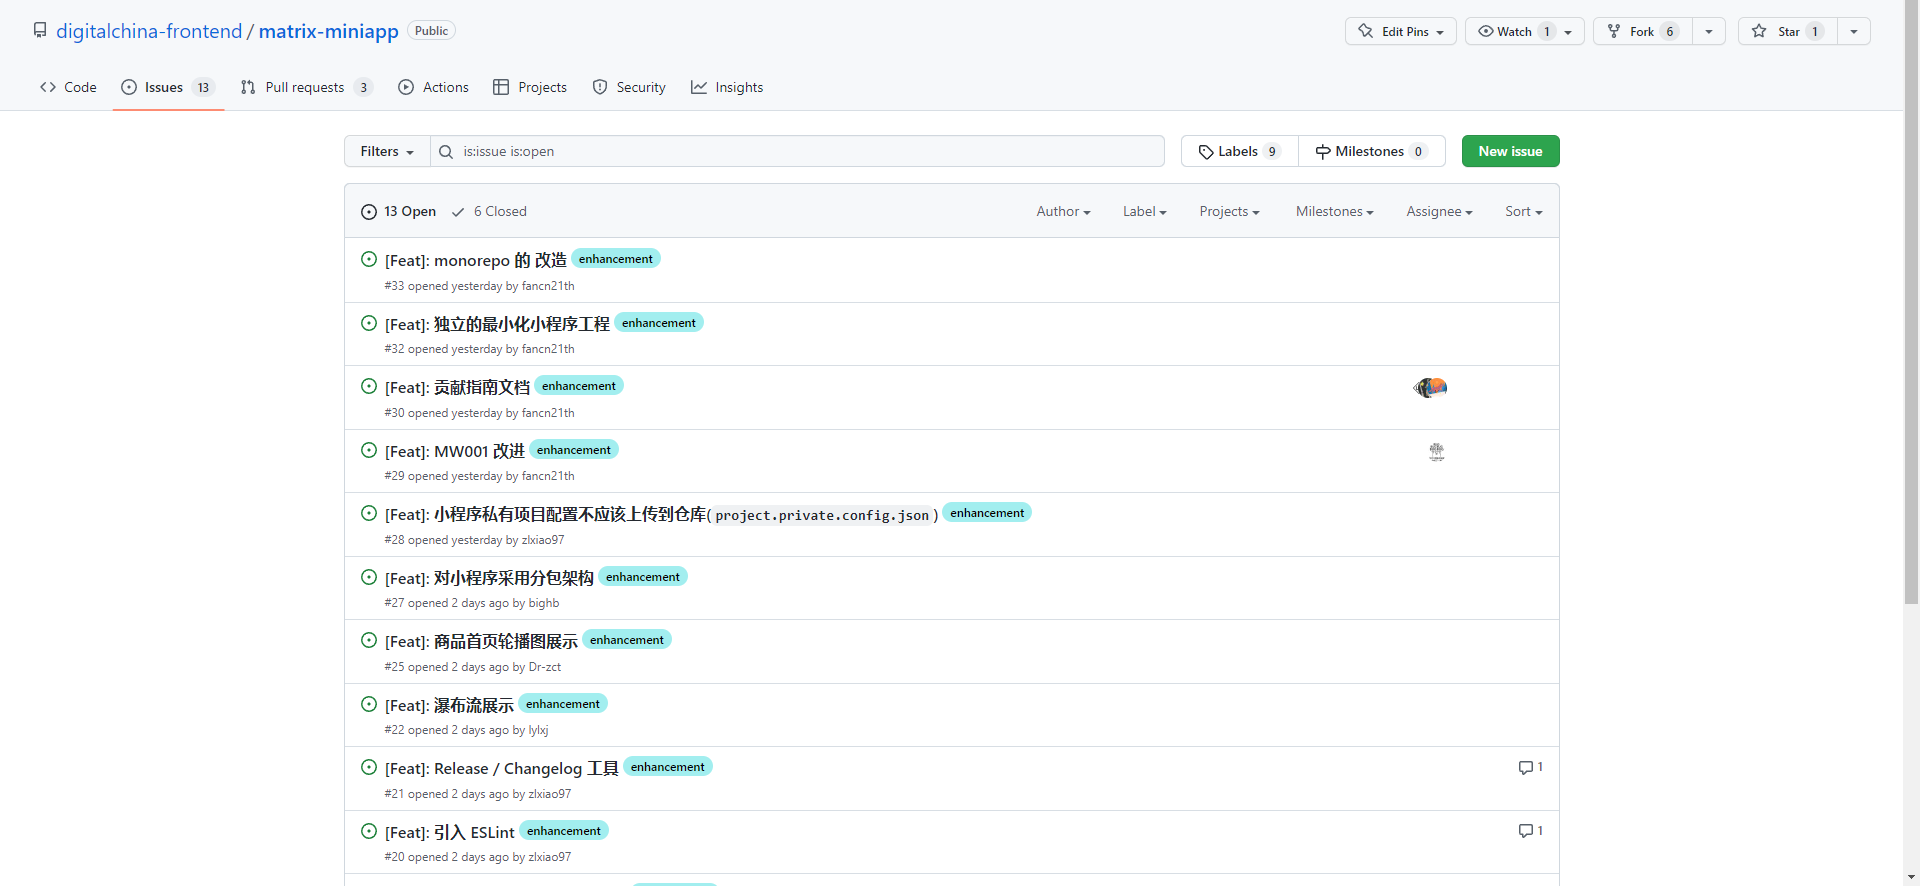 digitalchina-frontend / matrix-miniapp Public Edit Pins Watch 1 Fork 6 Star 1
Code Issues 13 Pull requests 3 Actions Projects Security Insights
Filters is:issue is:open Labels 9 Milestones 0 New issue
13 Open 6 Closed Author Label Projects Milestones Assignee Sort
[Feat]: monorepo 的 改造 enhancement
#33 opened yesterday by fancn21th
[Feat]: 独立的最小化小程序工程 enhancement
#32 opened yesterday by fancn21th
[Feat]: 贡献指南文档 enhancement
#30 opened yesterday by fancn21th
[Feat]: MW001 改进 enhancement
#29 opened yesterday by fancn21th
[Feat]: 小程序私有项目配置不应该上传到仓库(project.private.config.json) enhancement
#28 opened yesterday by zlxiao97
[Feat]: 对小程序采用分包架构 enhancement
#27 opened 2 days ago by bighb
[Feat]: 商品首页轮播图展示 enhancement
#25 opened 2 days ago by Dr-zct
[Feat]: 瀑布流展示 enhancement
#22 opened 2 days ago by lylxj
[Feat]: Release / Changelog 工具 enhancement 1
#21 opened 2 days ago by zlxiao97
[Feat]: 引入 ESLint enhancement 1
#20 opened 2 days ago by zlxiao97